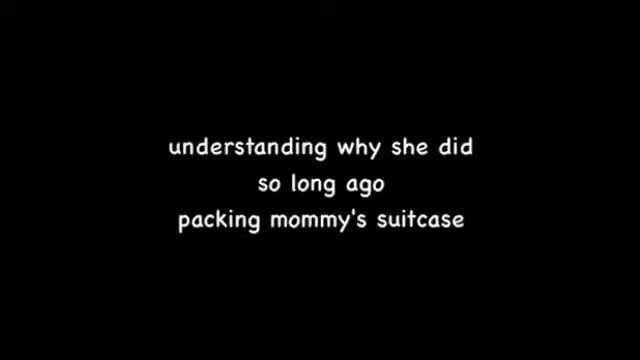 understanding why she did
so long ago
packing mommy's suitcase